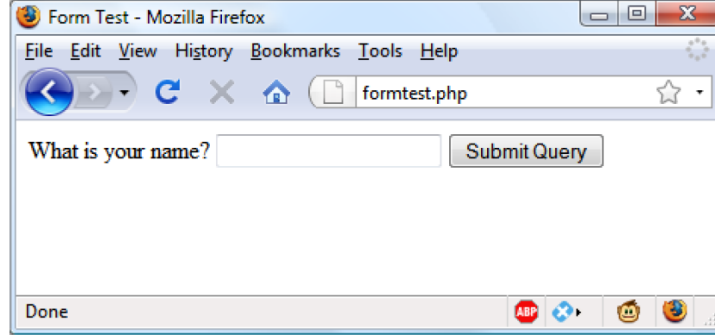 Form Test - Mozilla Firefox
File Edit View History Bookmarks Tools Help
formtest.php
What is your name? Submit Query
Done ABP